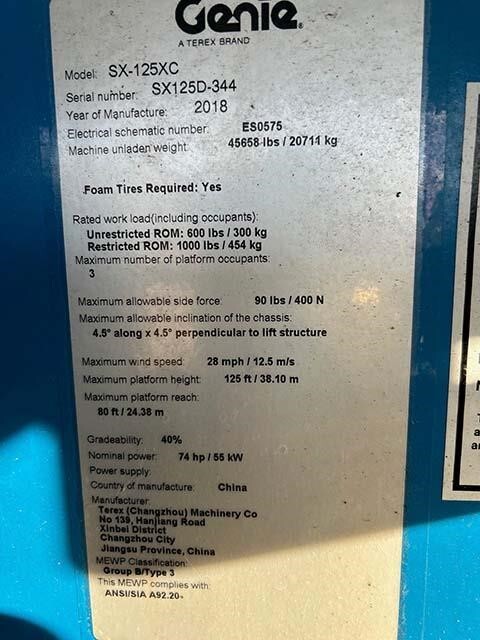 Genie
A TEREX BRAND
Model: SX-125XC
Serial number: SX125D-344
Year of Manufacture: 2018
Electrical schematic number: ES0575
Machine unladen weight 45658 lbs / 20711 kg
Foam Tires Required: Yes
Rated work load(including occupants):
Unrestricted ROM: 600 lbs / 300 kg
Restricted ROM: 1000 lbs / 454 kg
Maximum number of platform occupants:
3
Maximum allowable side force: 90 lbs / 400 N
Maximum allowable inclination of the chassis:
4.5° along x 4.5° perpendicular to lift structure
Maximum wind speed: 28 mph / 12.5 m/s
Maximum platform height: 125 ft / 38.10 m
Maximum platform reach:
80 ft / 24.38 m
Gradeability: 40%
Nominal power: 74 hp / 55 kW
Power supply:
Country of manufacture: China
Manufacturer:
Terex (Changzhou) Machinery Co
No 139, Hanjiang Road
Xinbei District
Changzhou City
Jiangsu Province, China
MEWP Classification:
Group B/Type 3
This MEWP complies with:
ANSI/SIA A92.20